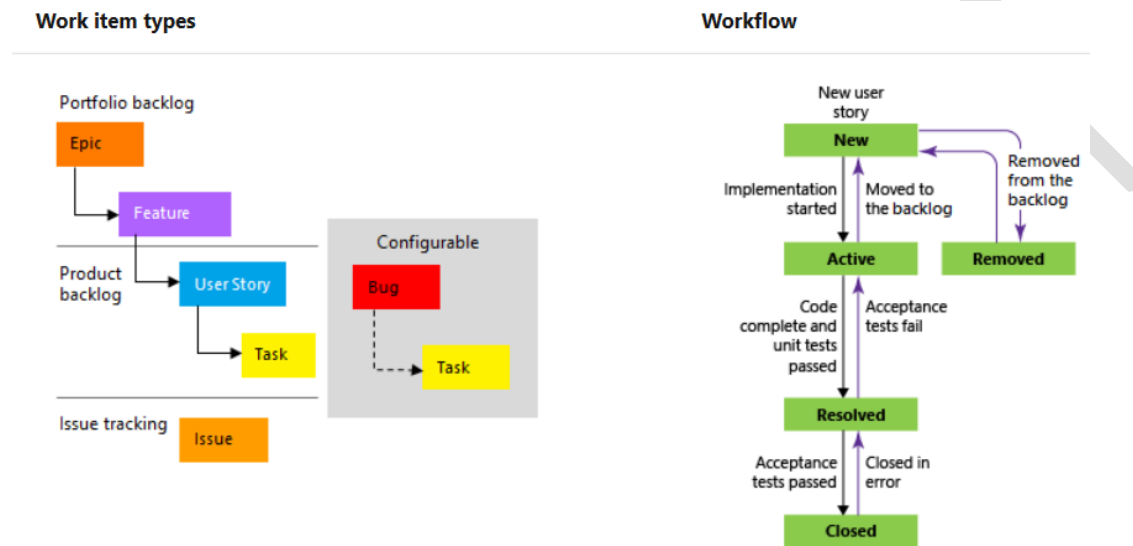 Work item types
Workflow
Portfolio backlog
Epic
Feature
Product
backlog
User Story
Task
Configurable
Bug
Task
Issue tracking
Issue
New user
story
New
Implementation
started
Moved to
the backlog
Removed
from the
backlog
Active
Removed
Code
complete and
unit tests
passed
Acceptance
tests fail
Resolved
Acceptance
tests passed
Closed in
error
Closed